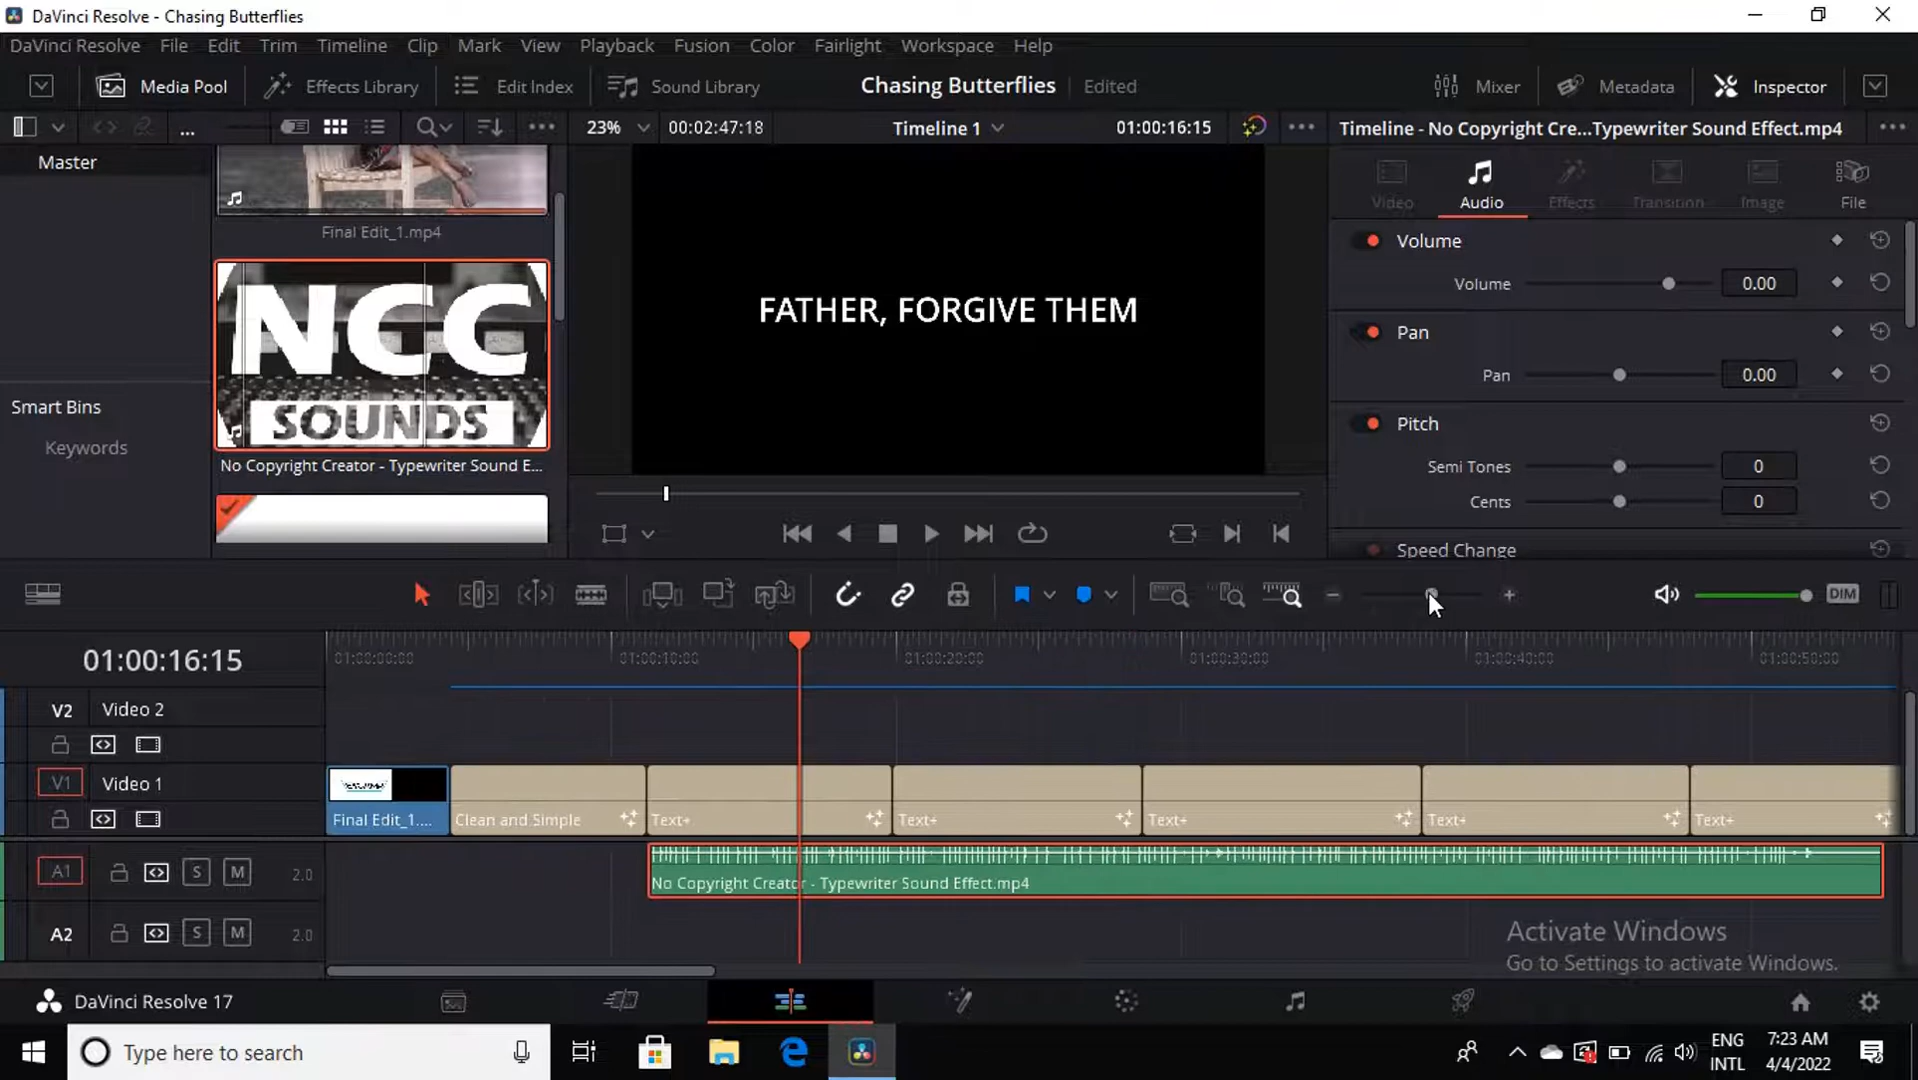 DaVinci Resolve - Chasing Butterflies
DaVinci Resolve File Edit Trim Timeline Clip Mark View Playback Fusion Color Fairlight Workspace Help
Media Pool Effects Library Edit Index Sound Library Chasing Butterflies Edited Mixer Metadata Inspector
... 23% 00:02:47:18 Timeline 1 01:00:16:15 Timeline - No Copyright Cre...Typewriter Sound Effect.mp4
Master
Final Edit_1.mp4
NCC
SOUNDS
No Copyright Creator - Typewriter Sound E...
Smart Bins
Keywords
FATHER, FORGIVE THEM
Video Audio Effects Transition Image File
Volume
Volume 0.00
Pan
Pan 0.00
Pitch
Semi Tones 0
Cents 0
Speed Change
DIM
01:00:16:15
01:00:00:00 01:00:10:00 01:00:20:00 01:00:30:00 01:00:40:00 01:00:50:00
V2 Video 2
V1 Video 1
Final Edit_1.... Clean and Simple Text+ Text+ Text+ Text+ Text+
A1 S M 2.0
No Copyright Creator - Typewriter Sound Effect.mp4
A2 S M 2.0
Activate Windows
Go to Settings to activate Windows.
DaVinci Resolve 17
Type here to search
ENG
INTL
7:23 AM
4/4/2022